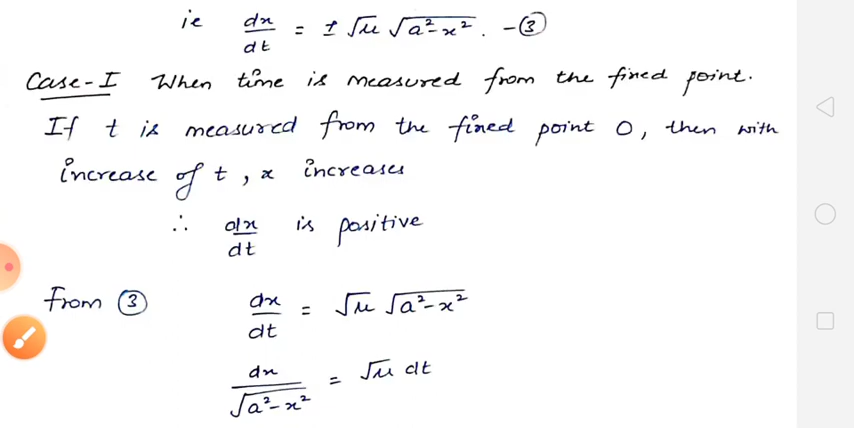 ie dx/dt = ± √μ √a²-x². -③
Case-I When time is measured from the fixed point.
If t is measured from the fixed point O, then with
increase of t, x increases
∴ dx/dt is positive
From ③ dx/dt = √μ √a²-x²
dx/√a²-x² = √μ dt